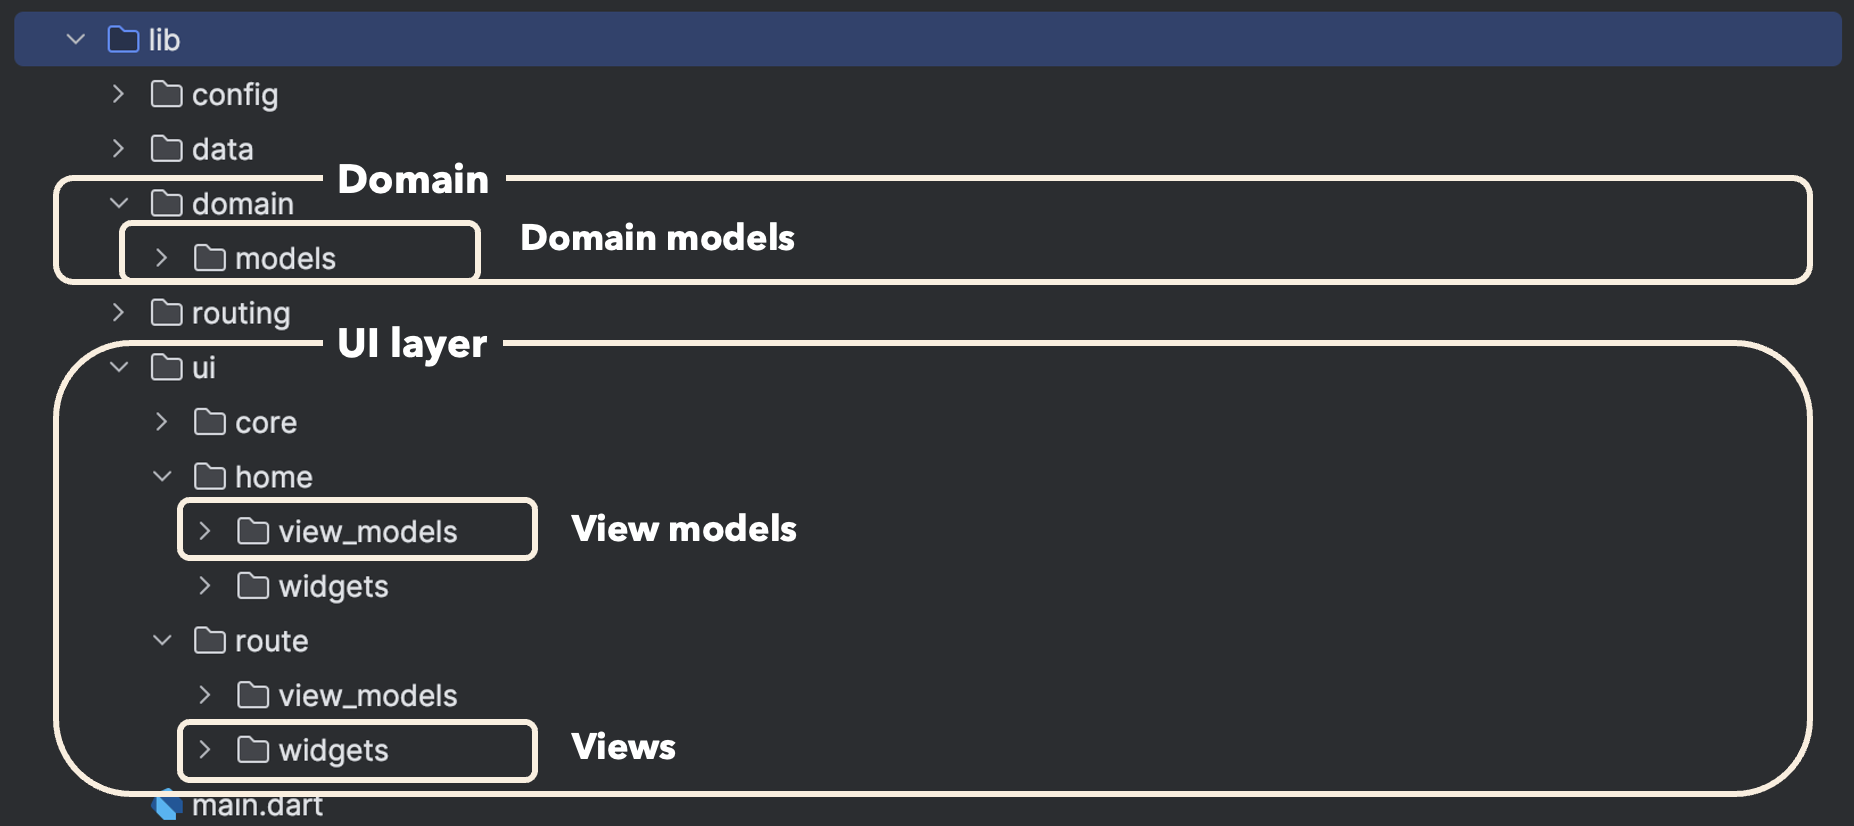 lib
config
data
Domain
domain
Domain models
models
routing
UI layer
ui
core
home
view_models
View models
widgets
route
view_models
widgets
Views
main.dart